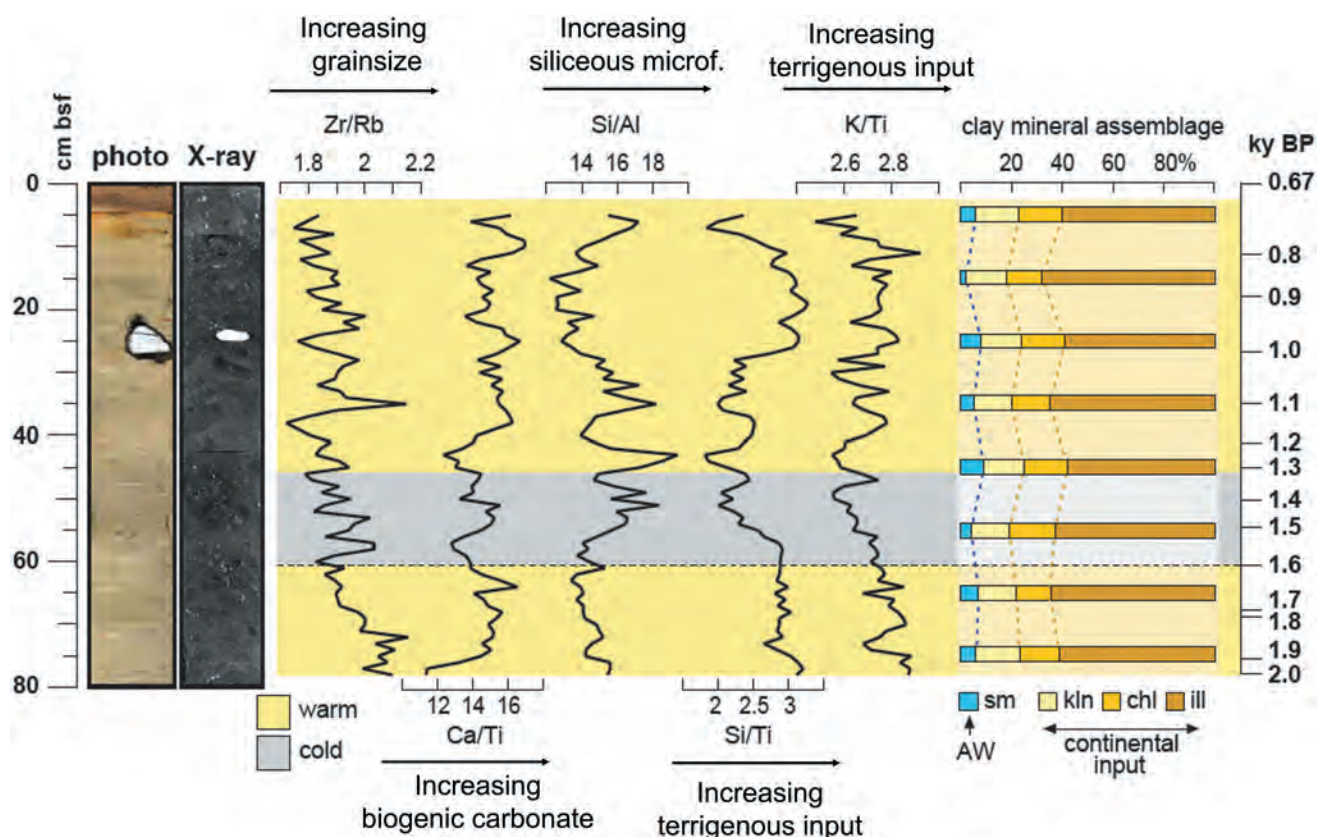 Increasing
grainsize
Increasing
siliceous microf.
Increasing
terrigenous input
cm bsf
photo
X-ray
Zr/Rb
1.8 2 2.2
Si/Al
14 16 18
K/Ti
2.6 2.8
clay mineral assemblage
20 40 60 80%
ky BP
0
20
40
60
80
0.67
0.8
0.9
1.0
1.1
1.2
1.3
1.4
1.5
1.6
1.7
1.8
1.9
2.0
warm
cold
12 14 16
Ca/Ti
Increasing
biogenic carbonate
2 2.5 3
Si/Ti
Increasing
terrigenous input
sm kln chl ill
AW
continental
input